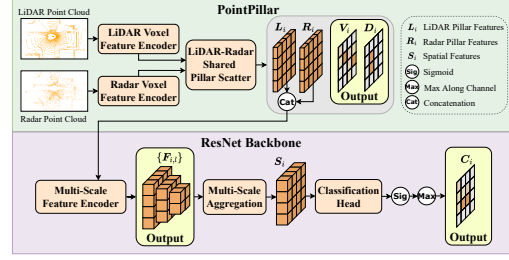 LiDAR Point Cloud
PointPillar
LiDAR Voxel
Feature Encoder
Radar Voxel
Feature Encoder
Radar Point Cloud
LiDAR-Radar
Shared
Pillar Scatter
L_i R_i
Cat
V_i D_i
Output
L_i LiDAR Pillar Features
R_i Radar Pillar Features
S_i Spatial Features
Sig Sigmoid
Max Max Along Channel
Cat Concatenation
ResNet Backbone
Multi-Scale
Feature Encoder
{F_{i,l}}
Output
Multi-Scale
Aggregation
S_i
Classification
Head
Sig
Max
C_i
Output